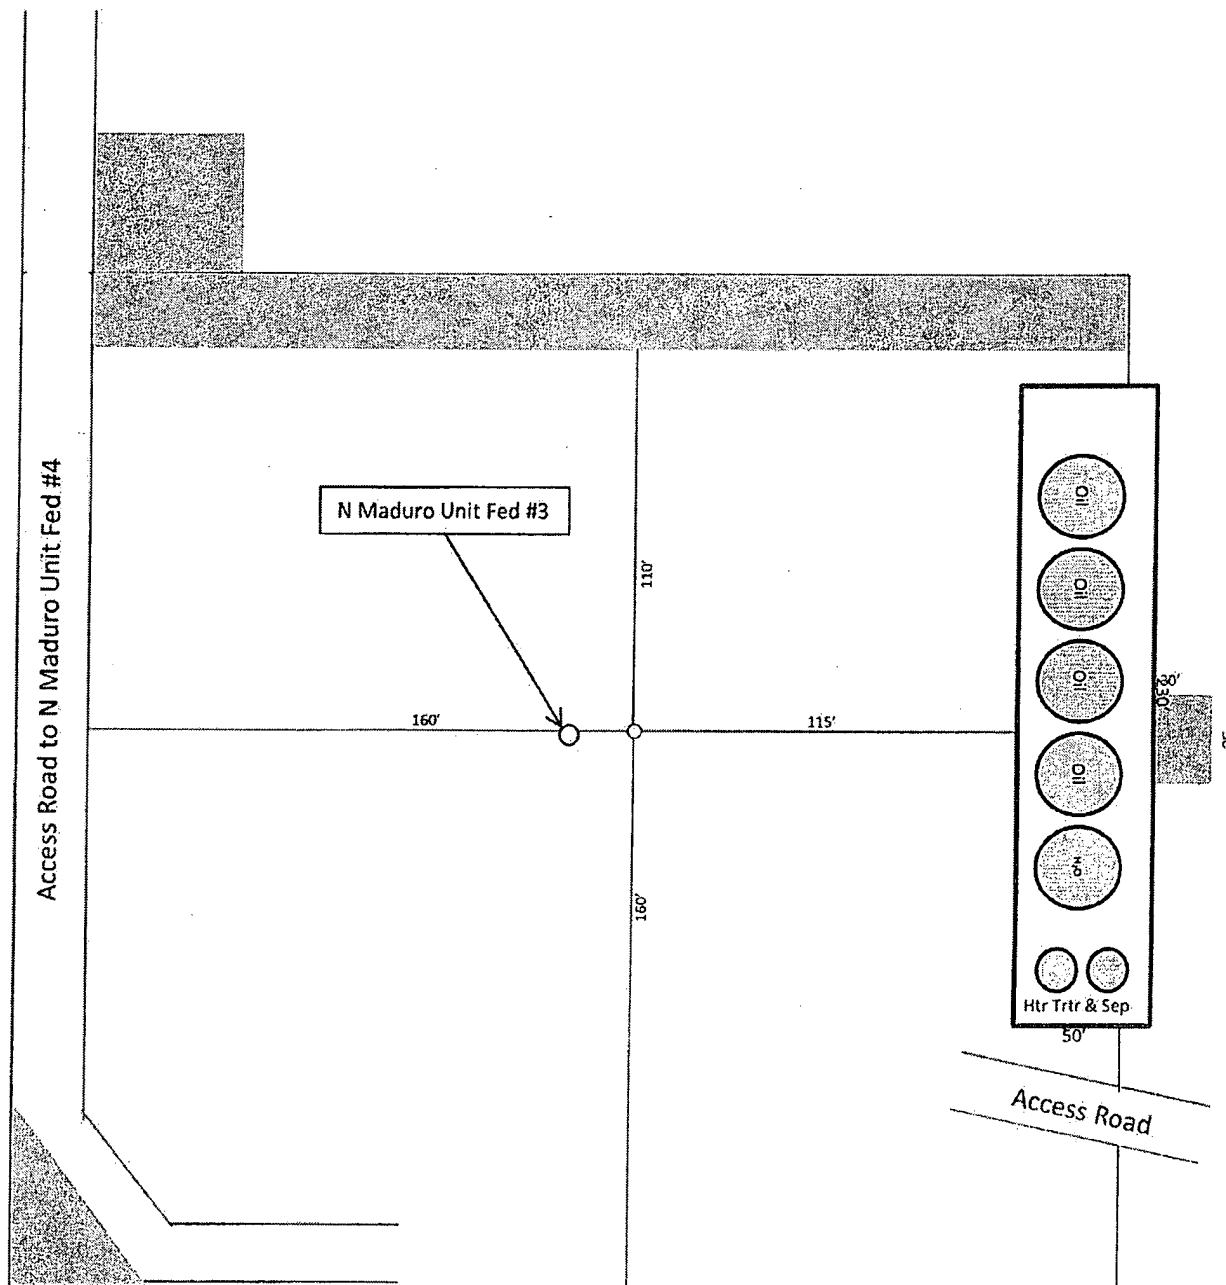 Access Road to N Maduro Unit Fed #4
N Maduro Unit Fed #3
110'
160'
115'
160'
Oil
Oil
Oil
Oil
H₂O
Htr Trtr & Sep
50'
Access Road